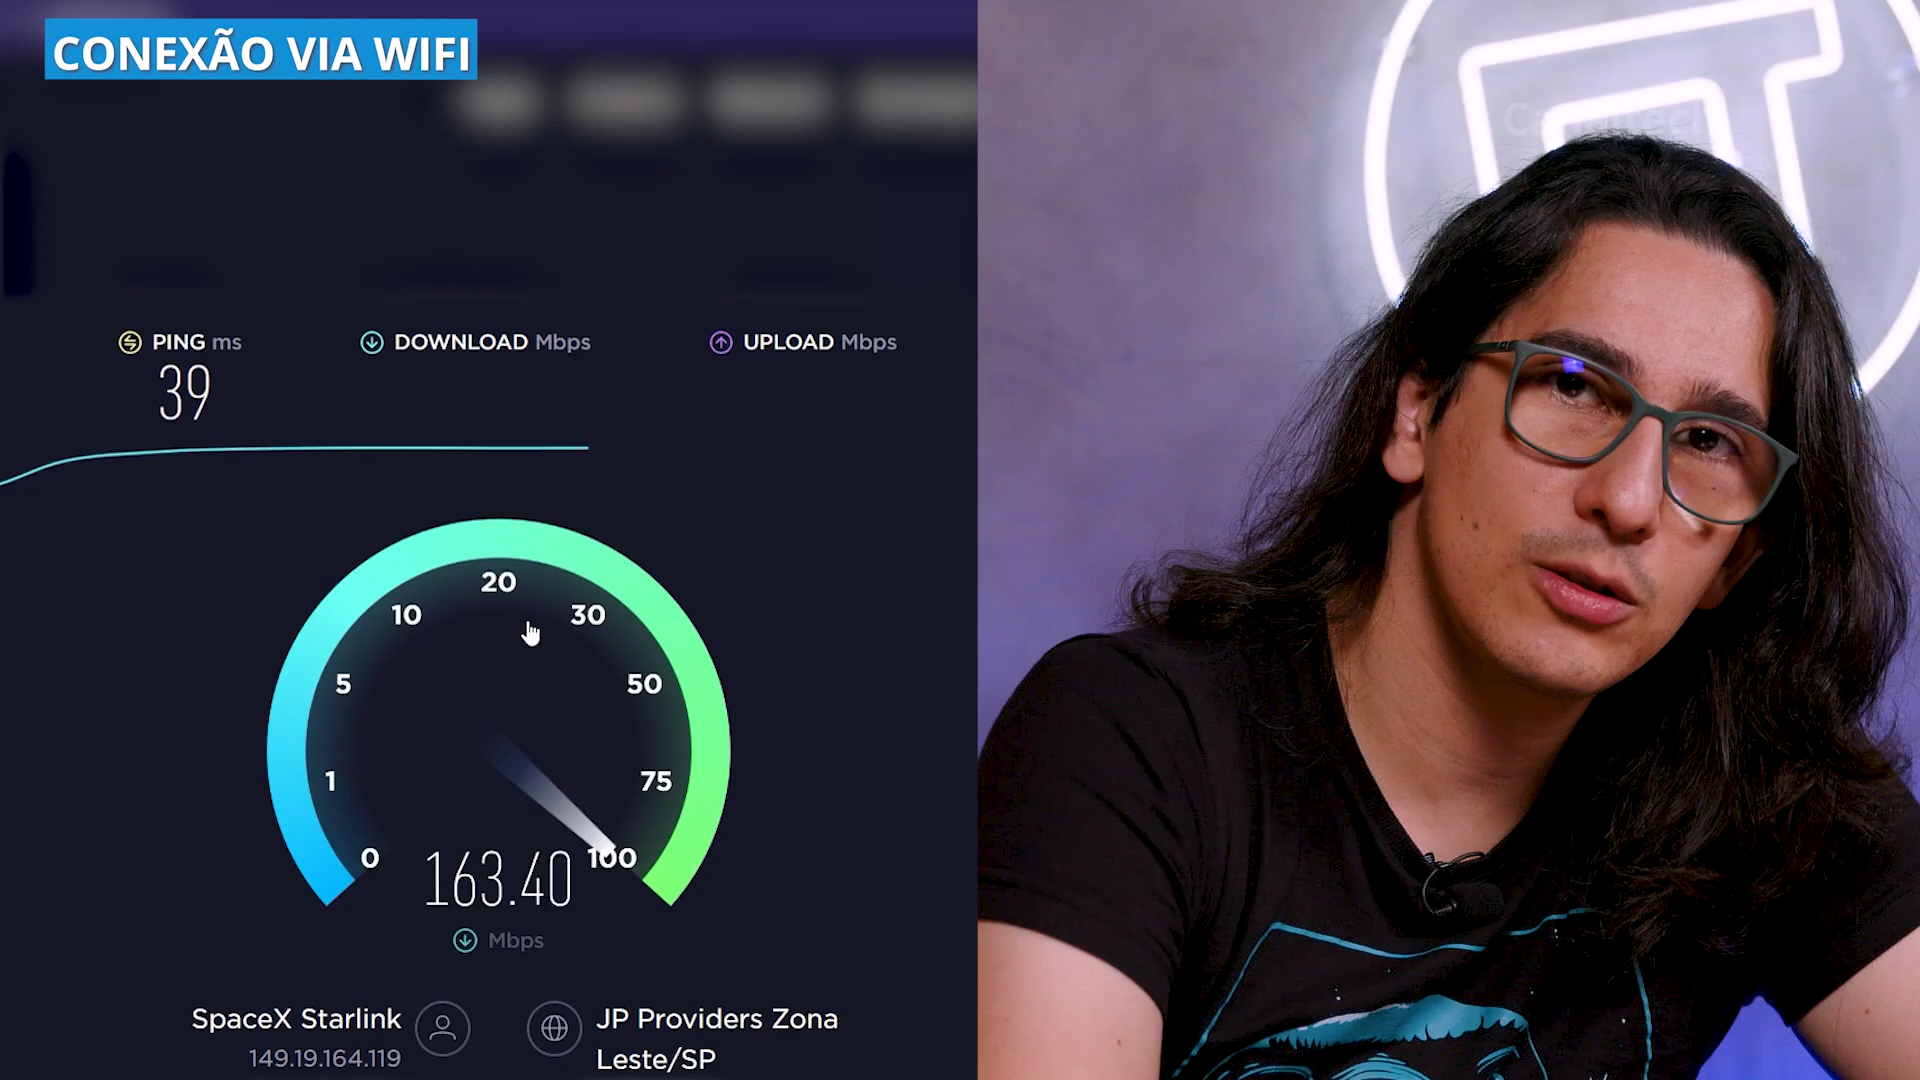 CONEXÃO VIA WIFI
PING ms
DOWNLOAD Mbps
UPLOAD Mbps
39
0
1
5
10
20
30
50
75
100
163.40
Mbps
SpaceX Starlink
149.19.164.119
JP Providers Zona
Leste/SP
Canaltech